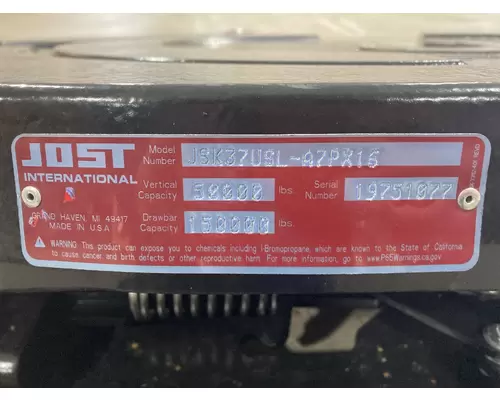 JOST
INTERNATIONAL
GRAND HAVEN, MI 49417
MADE IN U.S.A
Model Number JSK37USL-A7PX16
Vertical Capacity 50000 lbs.
Serial Number 19751077
Drawbar Capacity 150000 lbs.
WARNING: This product can expose you to chemicals including 1-Bromopropane, which are known to the State of California
to cause cancer and birth defects or other reproductive harm. For more information, go to www.P65Warnings.ca.gov